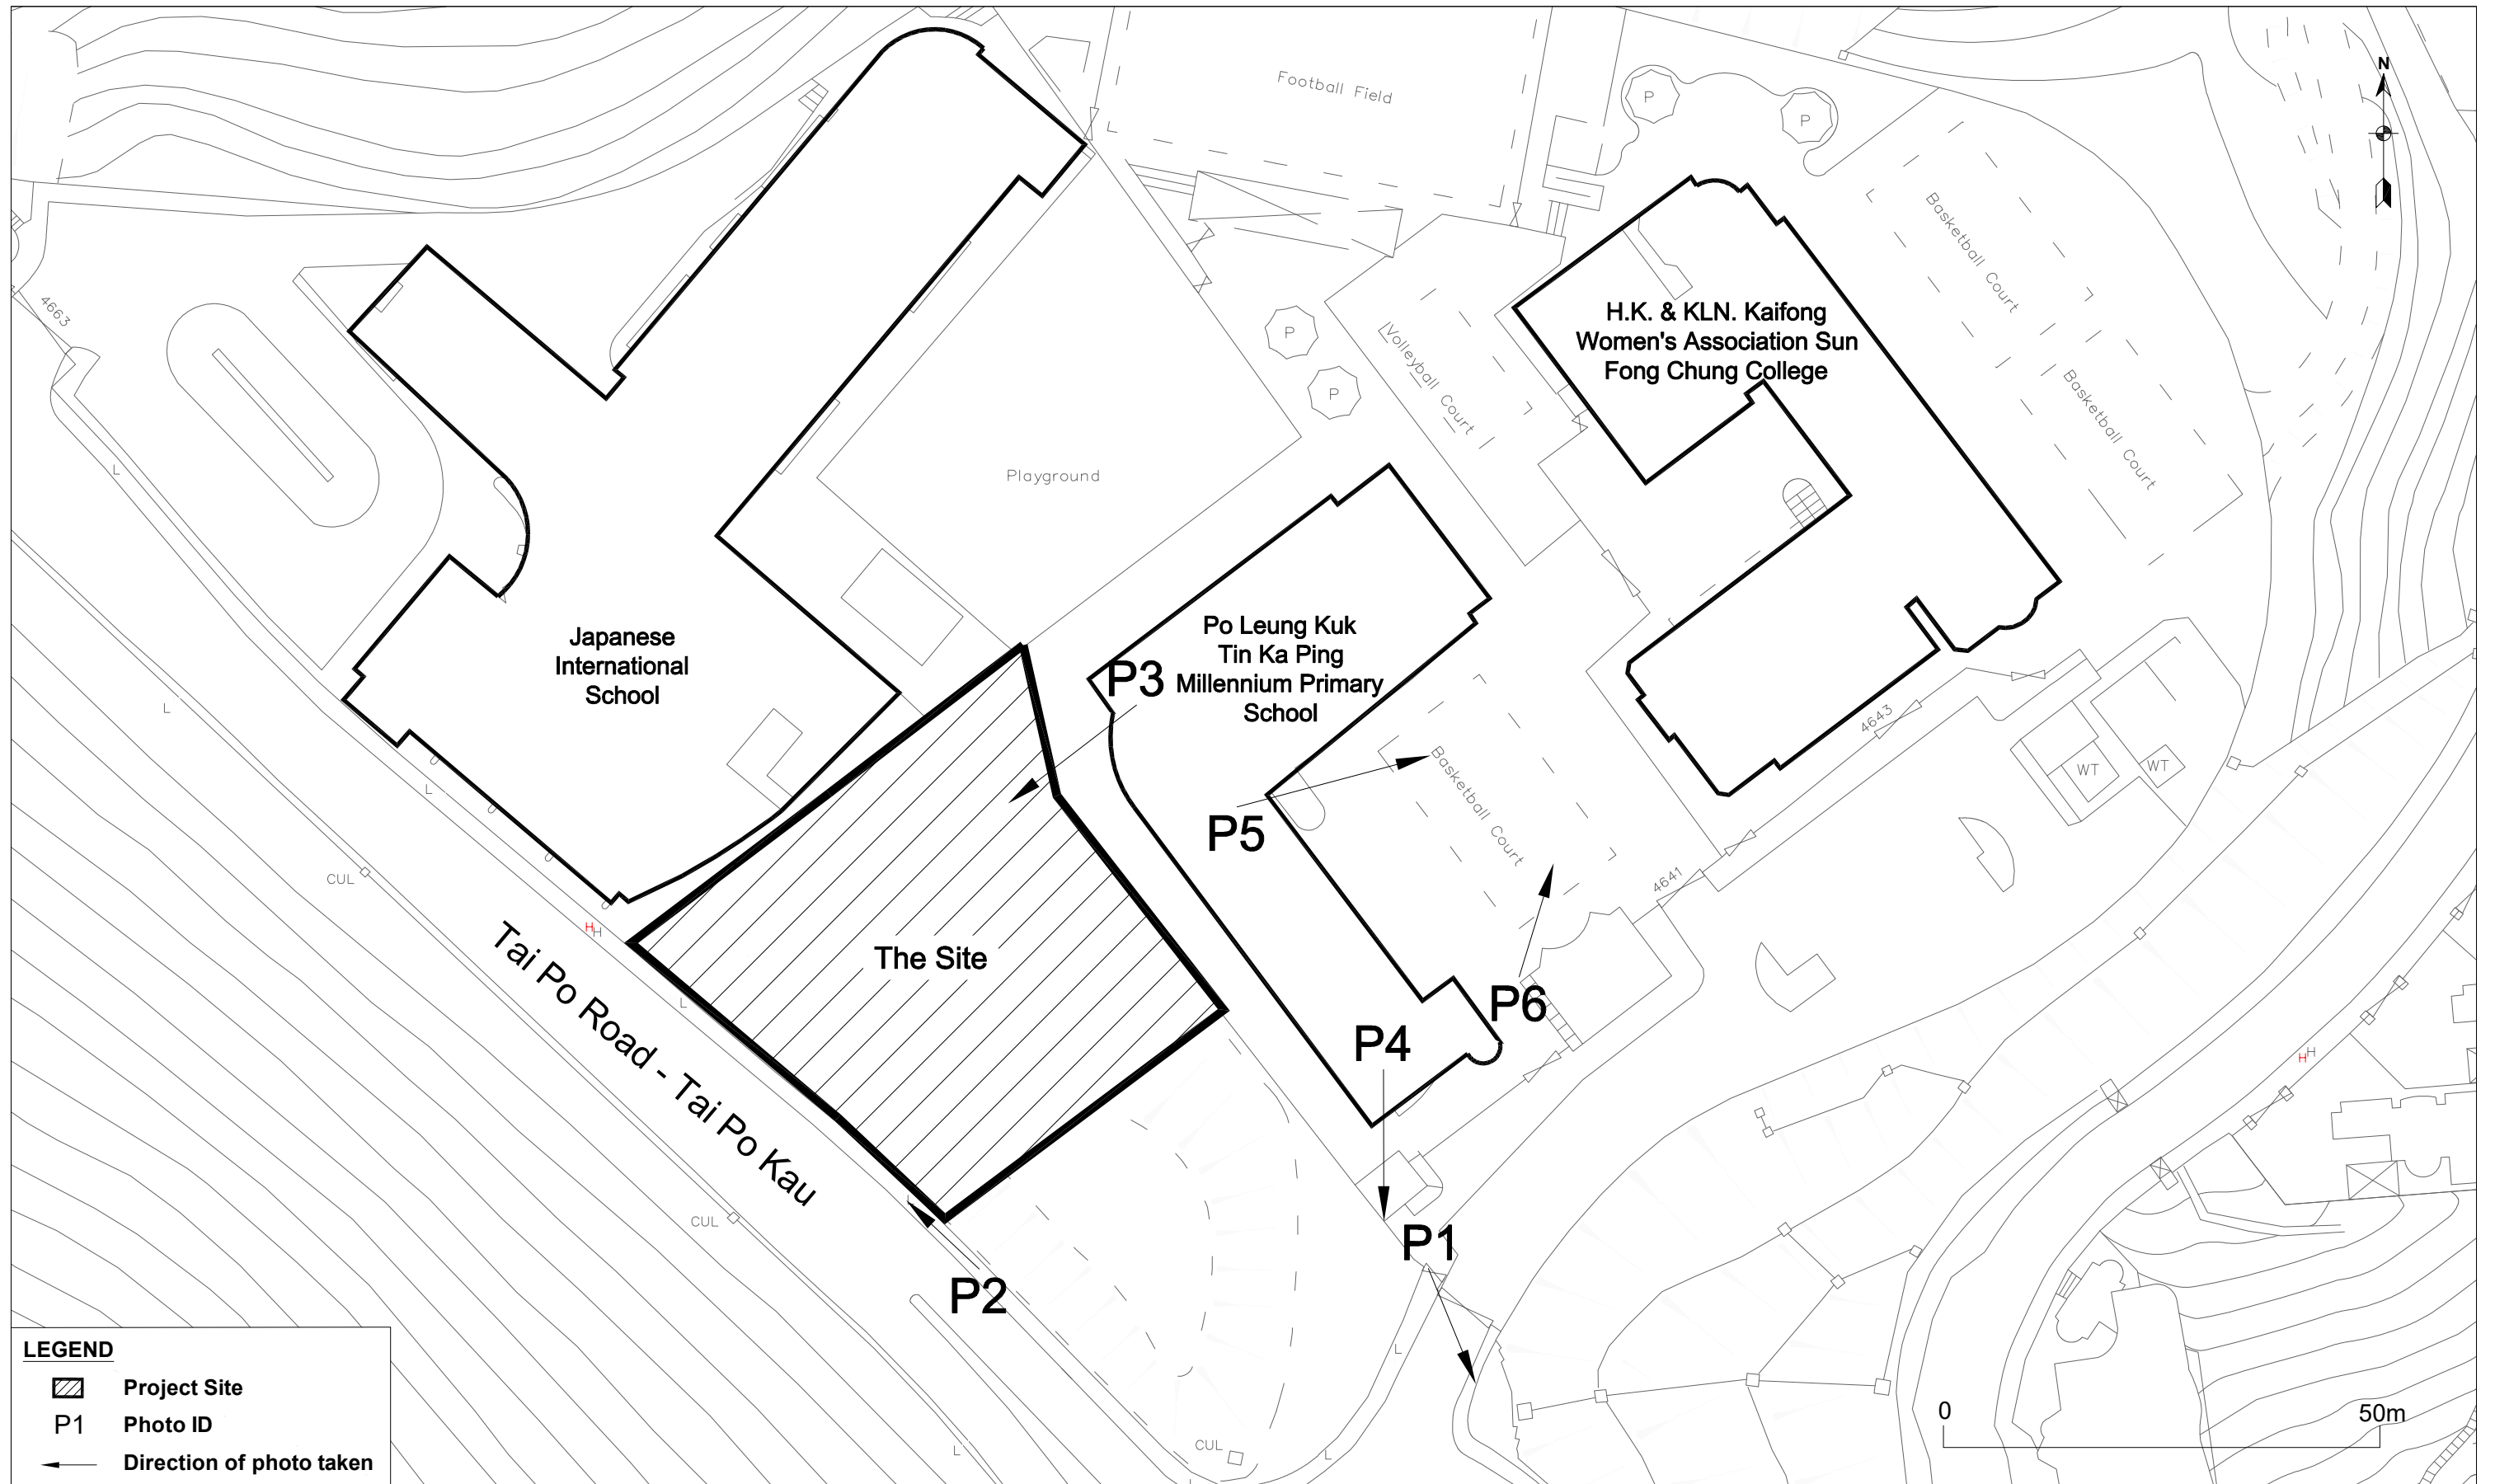 Football Field
N
P
P
Basketball Court
4663
H.K. & KLN. Kaifong
Women's Association Sun
Fong Chung College
P
P
Volleyball Court
Basketball Court
L
Playground
Japanese
International
School
Po Leung Kuk
Tin Ka Ping
Millennium Primary
School
P3
L
4643
WT
WT
L
P5
Basketball Court
CUL
4641
HH
Tai Po Road - Tai Po Kau
The Site
L
P6
P4
HH
CUL
L
P1
P2
L
L
CUL
L
LEGEND
Project Site
P1 Photo ID
Direction of photo taken
0 50m